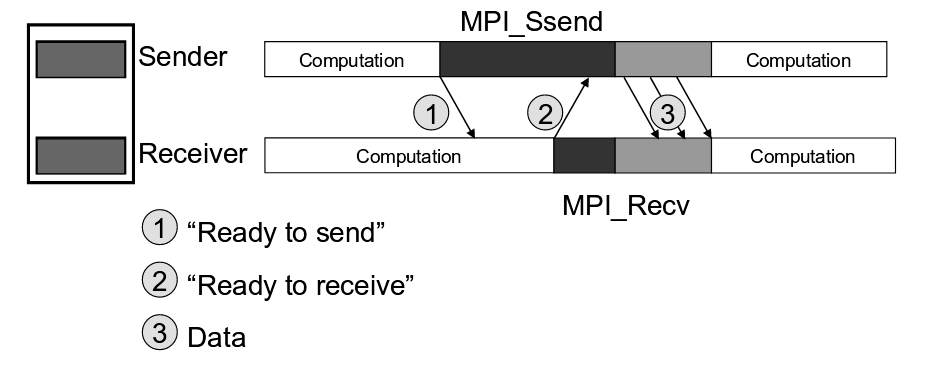 MPI_Ssend
Sender
Computation
Computation
1
2
3
Receiver
Computation
Computation
MPI_Recv
1 “Ready to send”
2 “Ready to receive”
3 Data